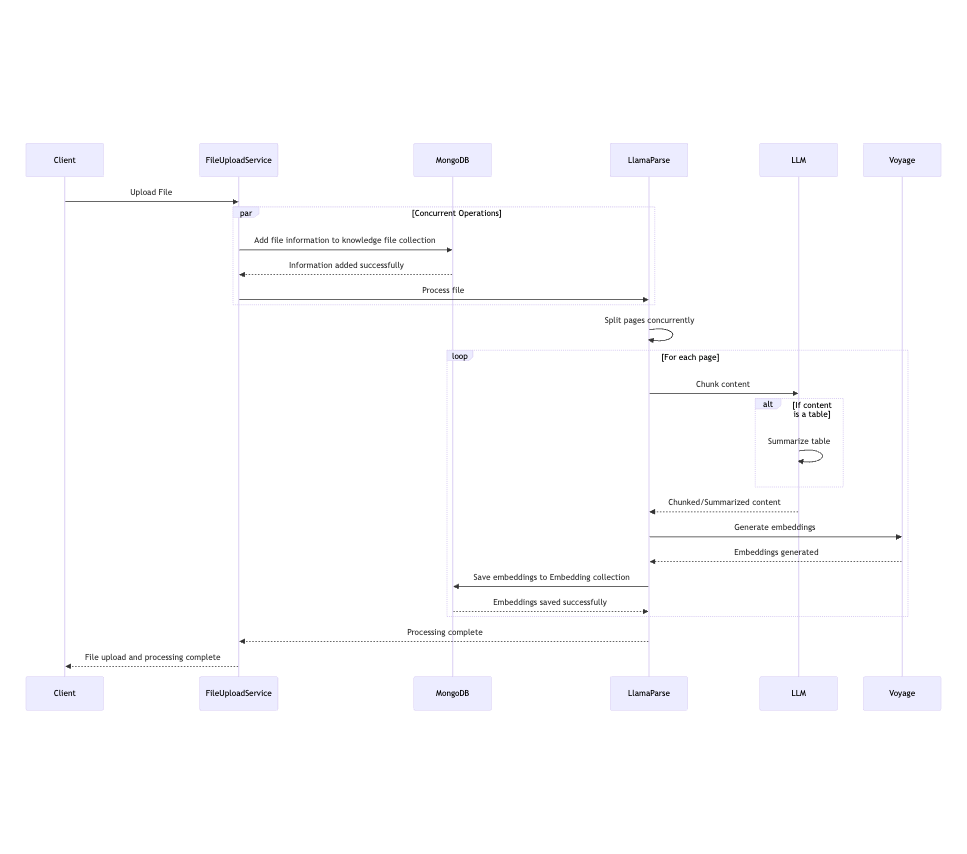 Client
FileUploadService
MongoDB
LlamaParse
LLM
Voyage
Upload File
par
[Concurrent Operations]
Add file information to knowledge file collection
Information added successfully
Process file
Split pages concurrently
loop
[For each page]
Chunk content
alt
[If content
is a table]
Summarize table
Chunked/Summarized content
Generate embeddings
Embeddings generated
Save embeddings to Embedding collection
Embeddings saved successfully
Processing complete
File upload and processing complete
Client
FileUploadService
MongoDB
LlamaParse
LLM
Voyage